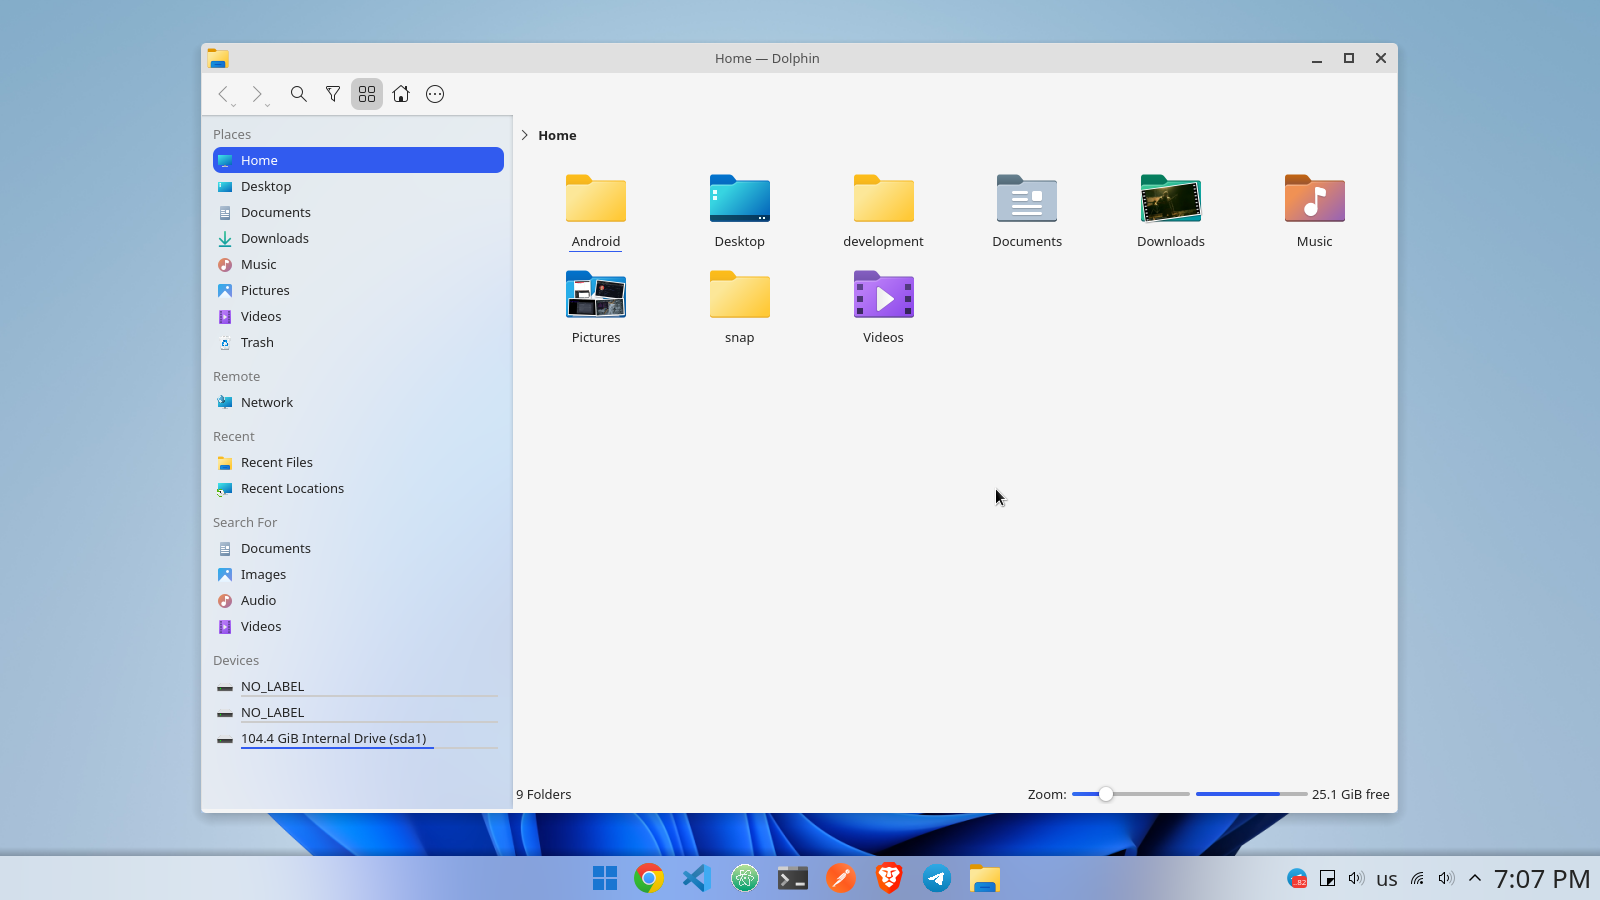 Home — Dolphin
Places
Home
Desktop
Documents
Downloads
Music
Pictures
Videos
Trash
Remote
Network
Recent
Recent Files
Recent Locations
Search For
Documents
Images
Audio
Videos
Devices
NO_LABEL
NO_LABEL
104.4 GiB Internal Drive (sda1)
Home
Android
Desktop
development
Documents
Downloads
Music
Pictures
snap
Videos
9 Folders
Zoom:
25.1 GiB free
us
7:07 PM